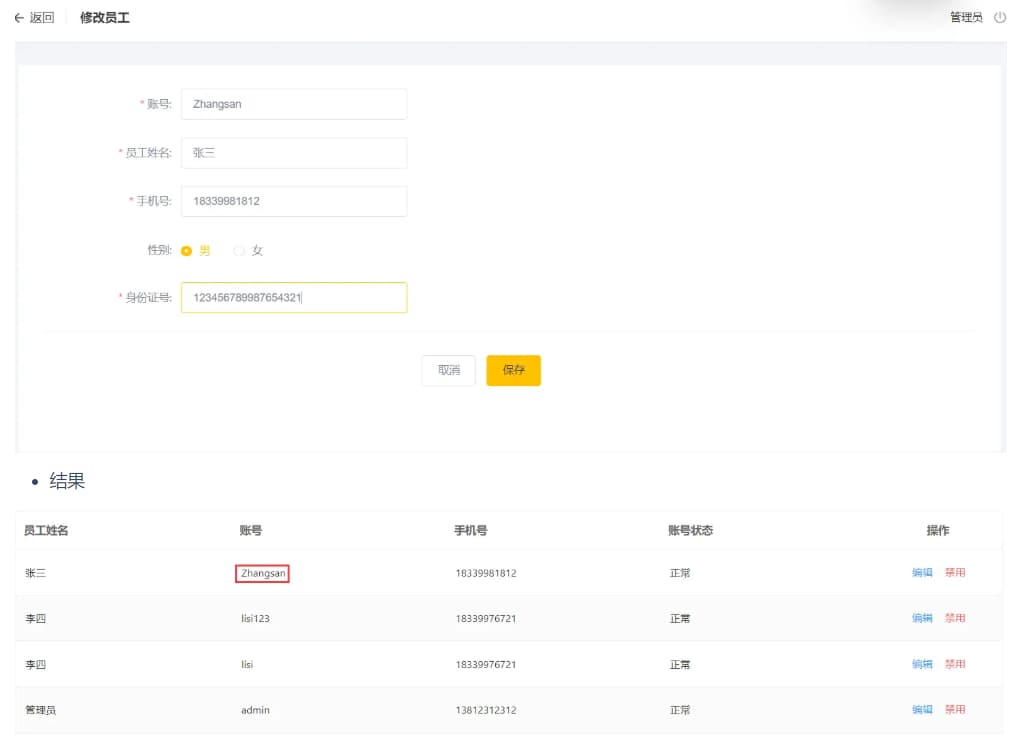 返回 修改员工 管理员
* 账号: Zhangsan
* 员工姓名: 张三
* 手机号: 18339981812
性别: 男 女
* 身份证号: 123456789987654321
取消 保存
• 结果
员工姓名 账号 手机号 账号状态 操作
张三 Zhangsan 18339981812 正常 编辑 禁用
李四 lisi123 18339976721 正常 编辑 禁用
李四 lisi 18339976721 正常 编辑 禁用
管理员 admin 13812312312 正常 编辑 禁用